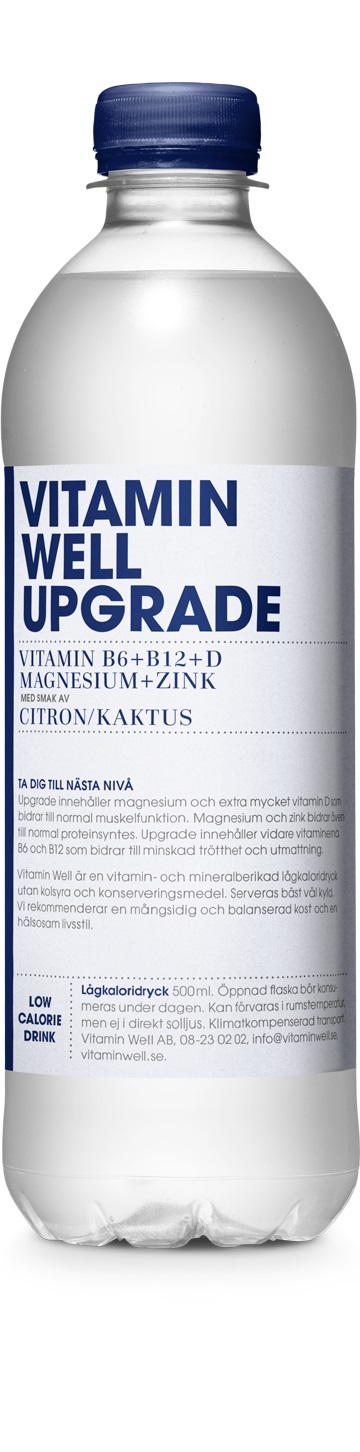 VITAMIN
WELL
UPGRADE
VITAMIN B6+B12+D
MAGNESIUM+ZINK
MED SMAK AV
CITRON/KAKTUS
TA DIG TILL NÄSTA NIVÅ
Upgrade innehåller magnesium och extra mycket vitamin D som
bidrar till normal muskelfunktion. Magnesium och zink bidrar även
till normal proteinsyntes. Upgrade innehåller vidare vitaminerna
B6 och B12 som bidrar till minskad trötthet och utmattning.
Vitamin Well är en vitamin- och mineralberikad lågkaloridryck
utan kolsyra och konserveringsmedel. Serveras bäst väl kyld.
Vi rekommenderar en mångsidig och balanserad kost och en
hälsosam livsstil.
LOW
CALORIE
DRINK
Lågkaloridryck 500ml. Öppnad flaska bör konsu-
meras under dagen. Kan förvaras i rumstemperatur,
men ej i direkt solljus. Klimatkompenserad transport.
Vitamin Well AB, 08-23 02 02, info@vitaminwell.se,
vitaminwell.se.